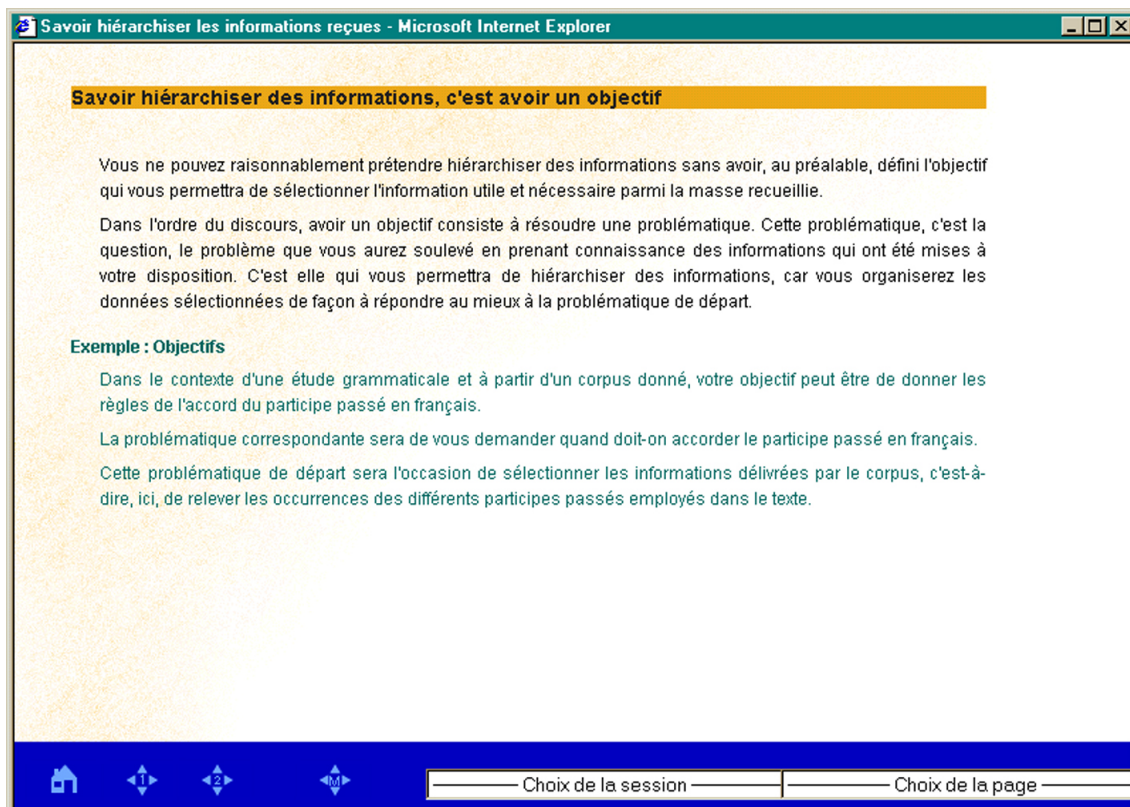 Savoir hiérarchiser les informations reçues - Microsoft Internet Explorer
Savoir hiérarchiser des informations, c'est avoir un objectif
Vous ne pouvez raisonnablement prétendre hiérarchiser des informations sans avoir, au préalable, défini l'objectif
qui vous permettra de sélectionner l'information utile et nécessaire parmi la masse recueillie.
Dans l'ordre du discours, avoir un objectif consiste à résoudre une problématique. Cette problématique, c'est la
question, le problème que vous aurez soulevé en prenant connaissance des informations qui ont été mises à
votre disposition. C'est elle qui vous permettra de hiérarchiser des informations, car vous organiserez les
données sélectionnées de façon à répondre au mieux à la problématique de départ.
Exemple : Objectifs
Dans le contexte d'une étude grammaticale et à partir d'un corpus donné, votre objectif peut être de donner les
règles de l'accord du participe passé en français.
La problématique correspondante sera de vous demander quand doit-on accorder le participe passé en français.
Cette problématique de départ sera l'occasion de sélectionner les informations délivrées par le corpus, c'est-à-
dire, ici, de relever les occurrences des différents participes passés employés dans le texte.
1 2 M Choix de la session Choix de la page